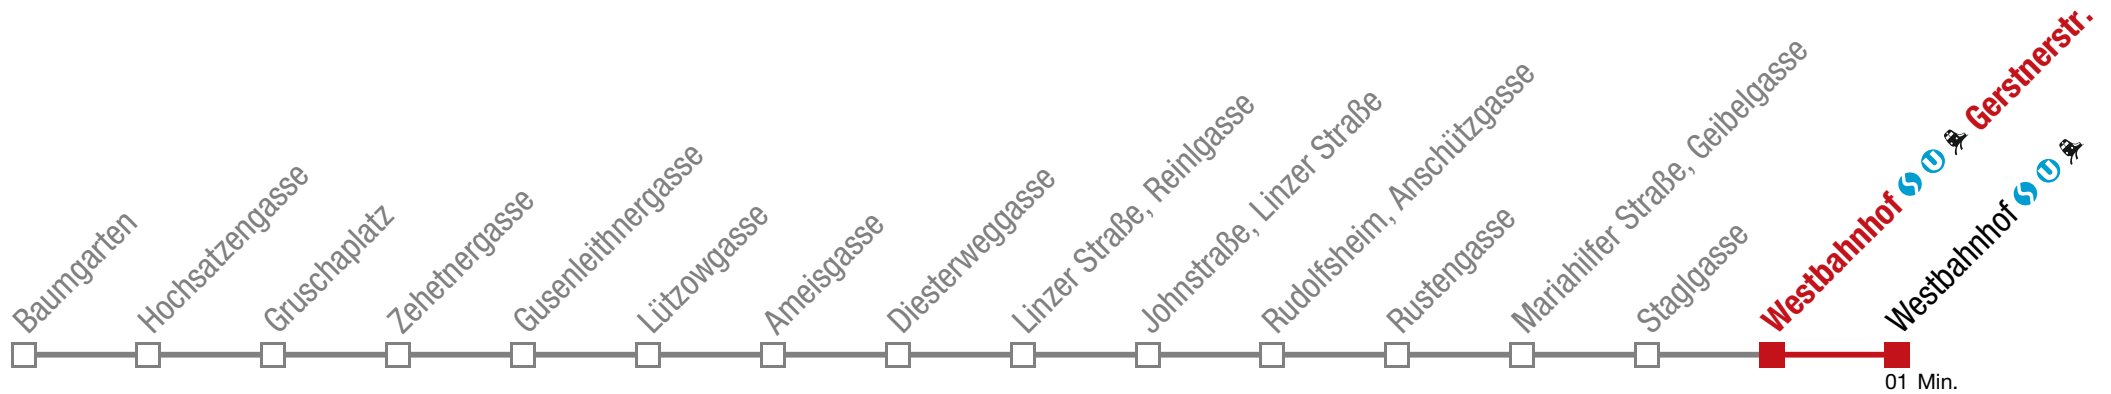 Baumgarten
Hochsatzengasse
Gruschaplatz
Zehetnergasse
Gusenleithnergasse
Lützowgasse
Ameisgasse
Diesterweggasse
Linzer Straße, Reinlgasse
Johnstraße, Linzer Straße
Rudolfsheim, Anschützgasse
Rustengasse
Mariahilfer Straße, Geibelgasse
Staglgasse
Westbahnhof S U Gerstnerstr.
Westbahnhof S U
01 Min.